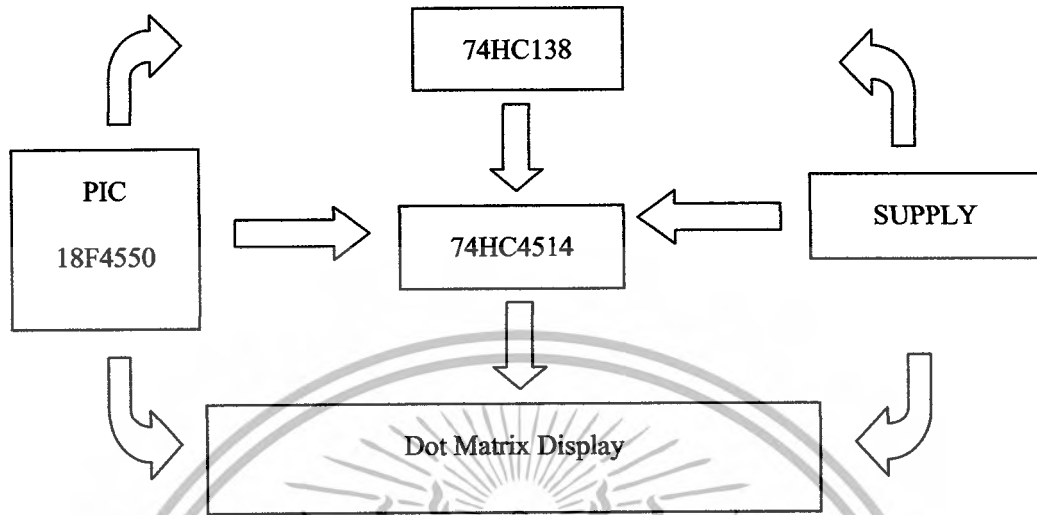 74HC138
PIC
18F4550
74HC4514
SUPPLY
Dot Matrix Display